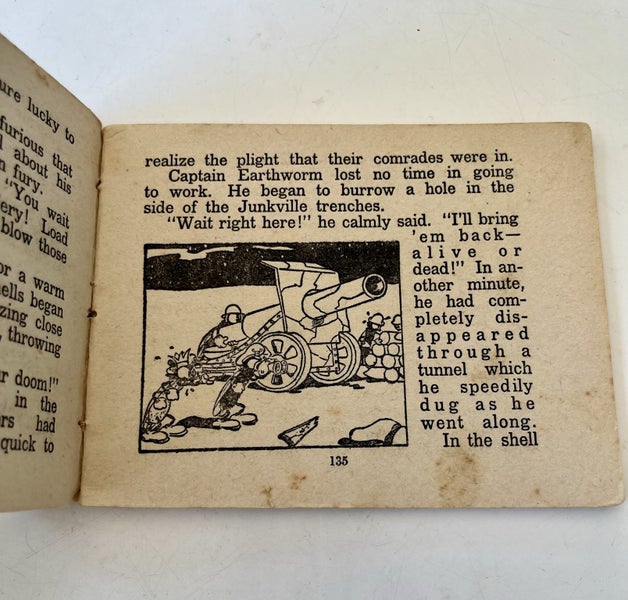 ure lucky to
furious that
about his
n fury.
"You wait
ery! Load
blow those
or a warm
ells began
zing close
, throwing
r doom!"
in the
rs had
quick to
realize the plight that their comrades were in.
Captain Earthworm lost no time in going
to work. He began to burrow a hole in the
side of the Junkville trenches.
"Wait right here!" he calmly said. "I'll bring
'em back—
alive or
dead!" In an-
other minute,
he had com-
pletely dis-
appeared
through a
tunnel which
he speedily
dug as he
went along.
In the shell
135